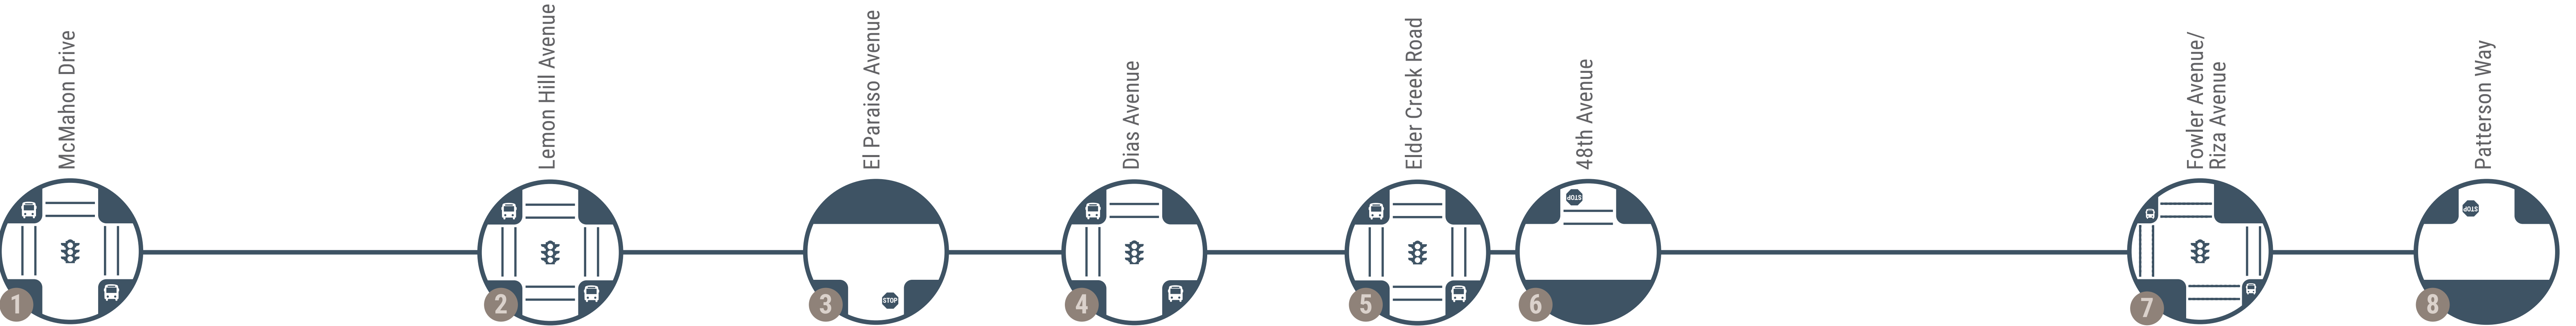 McMahon Drive
Lemon Hill Avenue
El Paraiso Avenue
Dias Avenue
Elder Creek Road
48th Avenue
Fowler Avenue/
Riza Avenue
Patterson Way
STOP
STOP
STOP
1
2
3
4
5
6
7
8